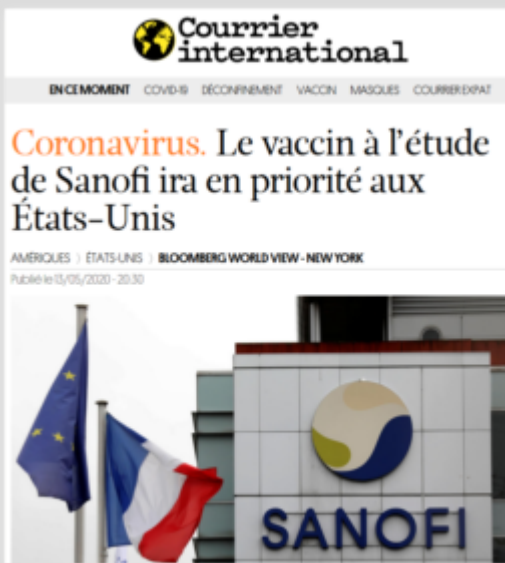 Courrier
international
EN CE MOMENT COVID-19 DÉCONFINEMENT VACCIN MASQUES COURRIER EXPAT
Coronavirus. Le vaccin à l'étude
de Sanofi ira en priorité aux
États-Unis
AMÉRIQUES ⟩ ÉTATS-UNIS ⟩ BLOOMBERG WORLD VIEW - NEW YORK
Publié le 13/05/2020 - 20:30
SANOFI